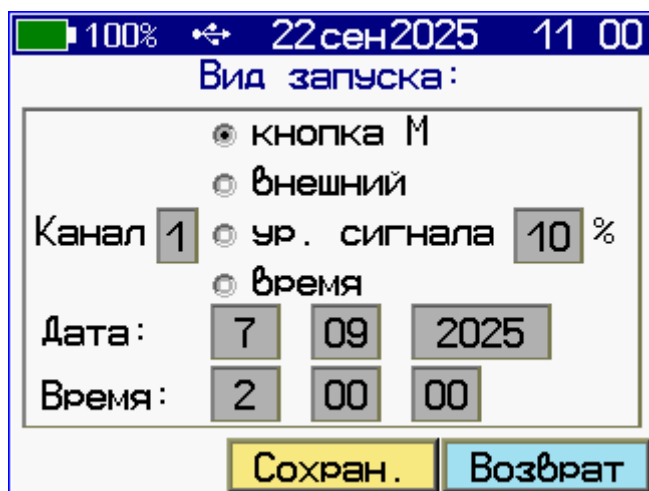 100% 22сен2025 11 00
Вид запуска:
кнопка М
внешний
Канал 1 ур. сигнала 10 %
время
Дата: 7 09 2025
Время: 2 00 00
Сохран. Возврат